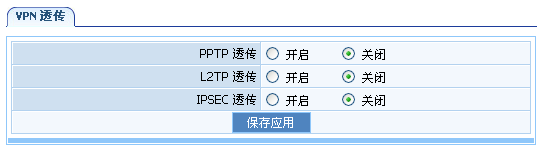 VPN 透传
PPTP 透传 开启 关闭
L2TP 透传 开启 关闭
IPSEC 透传 开启 关闭
保存应用